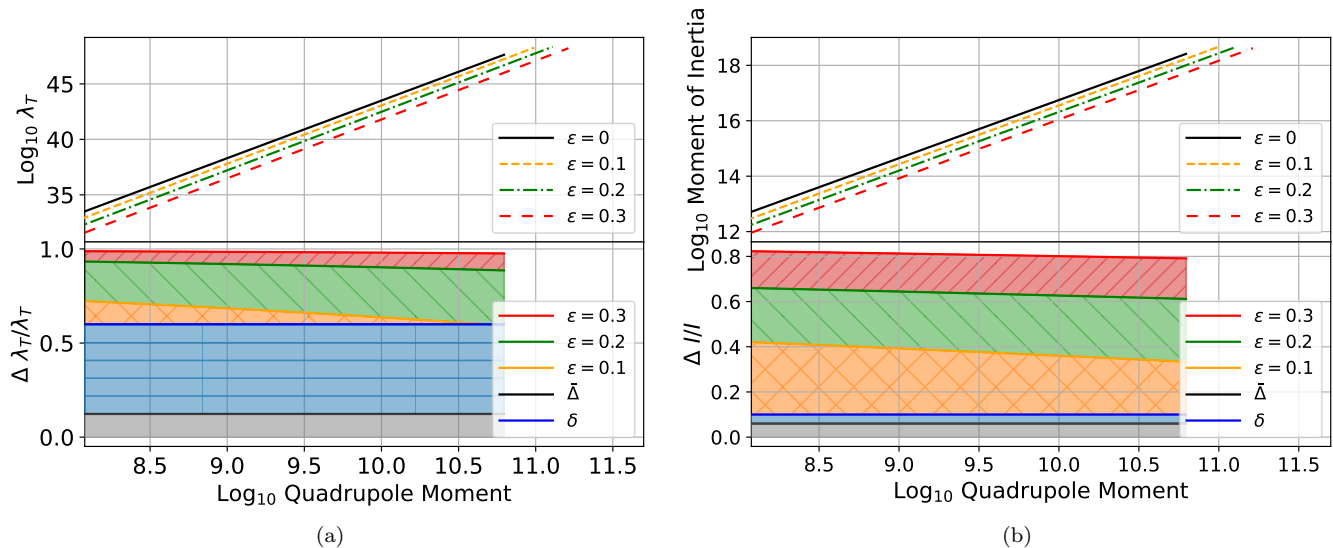 Log₁₀ λ_T
45
40
35
ε = 0
ε = 0.1
ε = 0.2
ε = 0.3
Δ λ_T/λ_T
1.0
0.5
0.0
ε = 0.3
ε = 0.2
ε = 0.1
Δ̄
δ
8.5 9.0 9.5 10.0 10.5 11.0 11.5
Log₁₀ Quadrupole Moment
(a)
Log₁₀ Moment of Inertia
18
16
14
12
ε = 0
ε = 0.1
ε = 0.2
ε = 0.3
Δ I/I
0.8
0.6
0.4
0.2
0.0
ε = 0.3
ε = 0.2
ε = 0.1
Δ̄
δ
8.5 9.0 9.5 10.0 10.5 11.0 11.5
Log₁₀ Quadrupole Moment
(b)